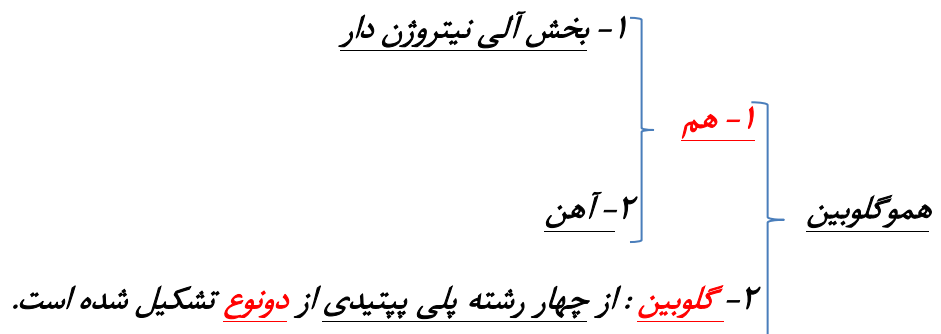 ۱- بخش آلی نیتروژن دار
۱- هم
هموگلوبین
۲- آهن
۲- گلوبین : از چهار رشته پلی پپتیدی از دونوع تشکیل شده است.